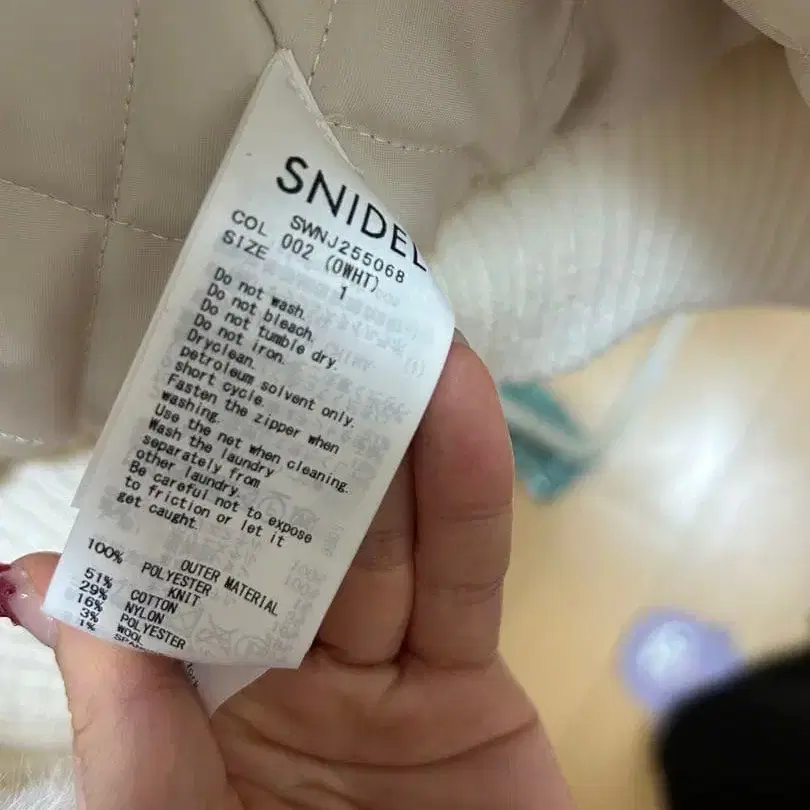 SNIDEL
SWNJ255068
COL 002 (OWHT)
SIZE 1
Do not wash.
Do not bleach.
Do not tumble dry.
Do not iron.
Dryclean.
petroleum solvent only.
short cycle.
Fasten the zipper when
washing.
Use the net when cleaning.
Wash the laundry
separately from
other laundry.
Be careful not to expose
to friction or let it
get caught.
OUTER MATERIAL
100% POLYESTER
KNIT
51% COTTON
29% NYLON
16% POLYESTER
3% WOOL
1%